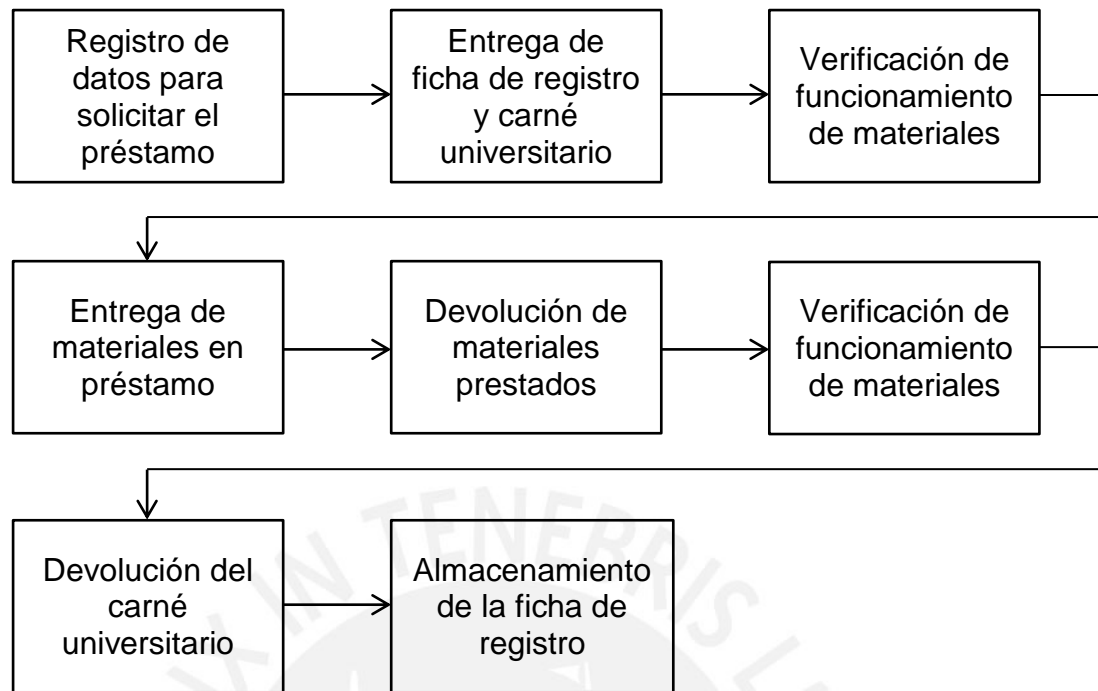 Registro de
datos para
solicitar el
préstamo
Entrega de
ficha de registro
y carné
universitario
Verificación de
funcionamiento
de materiales
Entrega de
materiales en
préstamo
Devolución de
materiales
prestados
Verificación de
funcionamiento
de materiales
Devolución del
carné
universitario
Almacenamiento
de la ficha de
registro
IN TENEBRIS